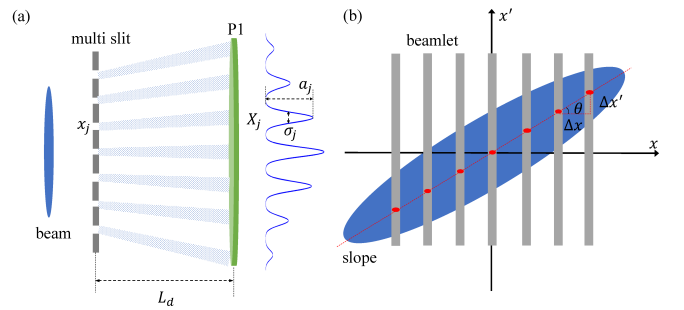 (a)
P1
multi slit
x_j
X_j
a_j
σ_j
beam
L_d
(b)
x′
beamlet
θ
Δx′
Δx
x
slope